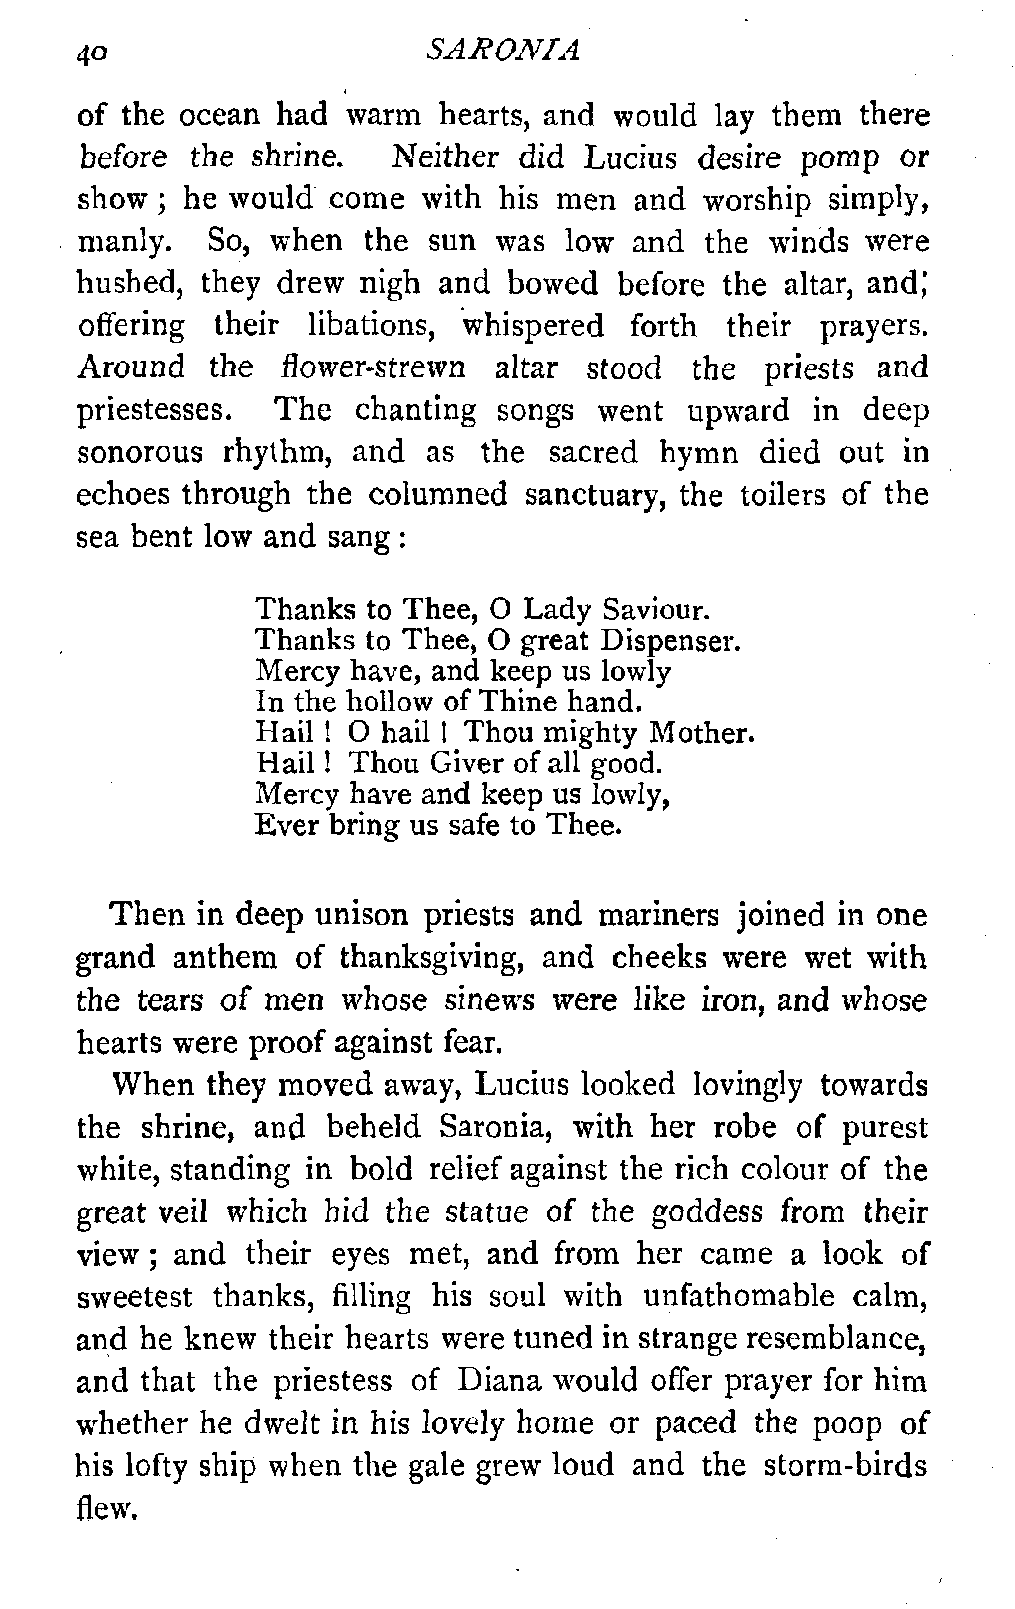 40 SARONIA
of the ocean had warm hearts, and would lay them there
before the shrine. Neither did Lucius desire pomp or
show ; he would come with his men and worship simply,
manly. So, when the sun was low and the winds were
hushed, they drew nigh and bowed before the altar, and,
offering their libations, whispered forth their prayers.
Around the flower-strewn altar stood the priests and
priestesses. The chanting songs went upward in deep
sonorous rhythm, and as the sacred hymn died out in
echoes through the columned sanctuary, the toilers of the
sea bent low and sang :
Thanks to Thee, O Lady Saviour.
Thanks to Thee, O great Dispenser.
Mercy have, and keep us lowly
In the hollow of Thine hand.
Hail ! O hail ! Thou mighty Mother.
Hail ! Thou Giver of all good.
Mercy have and keep us lowly,
Ever bring us safe to Thee.
Then in deep unison priests and mariners joined in one
grand anthem of thanksgiving, and cheeks were wet with
the tears of men whose sinews were like iron, and whose
hearts were proof against fear.
When they moved away, Lucius looked lovingly towards
the shrine, and beheld Saronia, with her robe of purest
white, standing in bold relief against the rich colour of the
great veil which hid the statue of the goddess from their
view ; and their eyes met, and from her came a look of
sweetest thanks, filling his soul with unfathomable calm,
and he knew their hearts were tuned in strange resemblance,
and that the priestess of Diana would offer prayer for him
whether he dwelt in his lovely home or paced the poop of
his lofty ship when the gale grew loud and the storm-birds
flew.